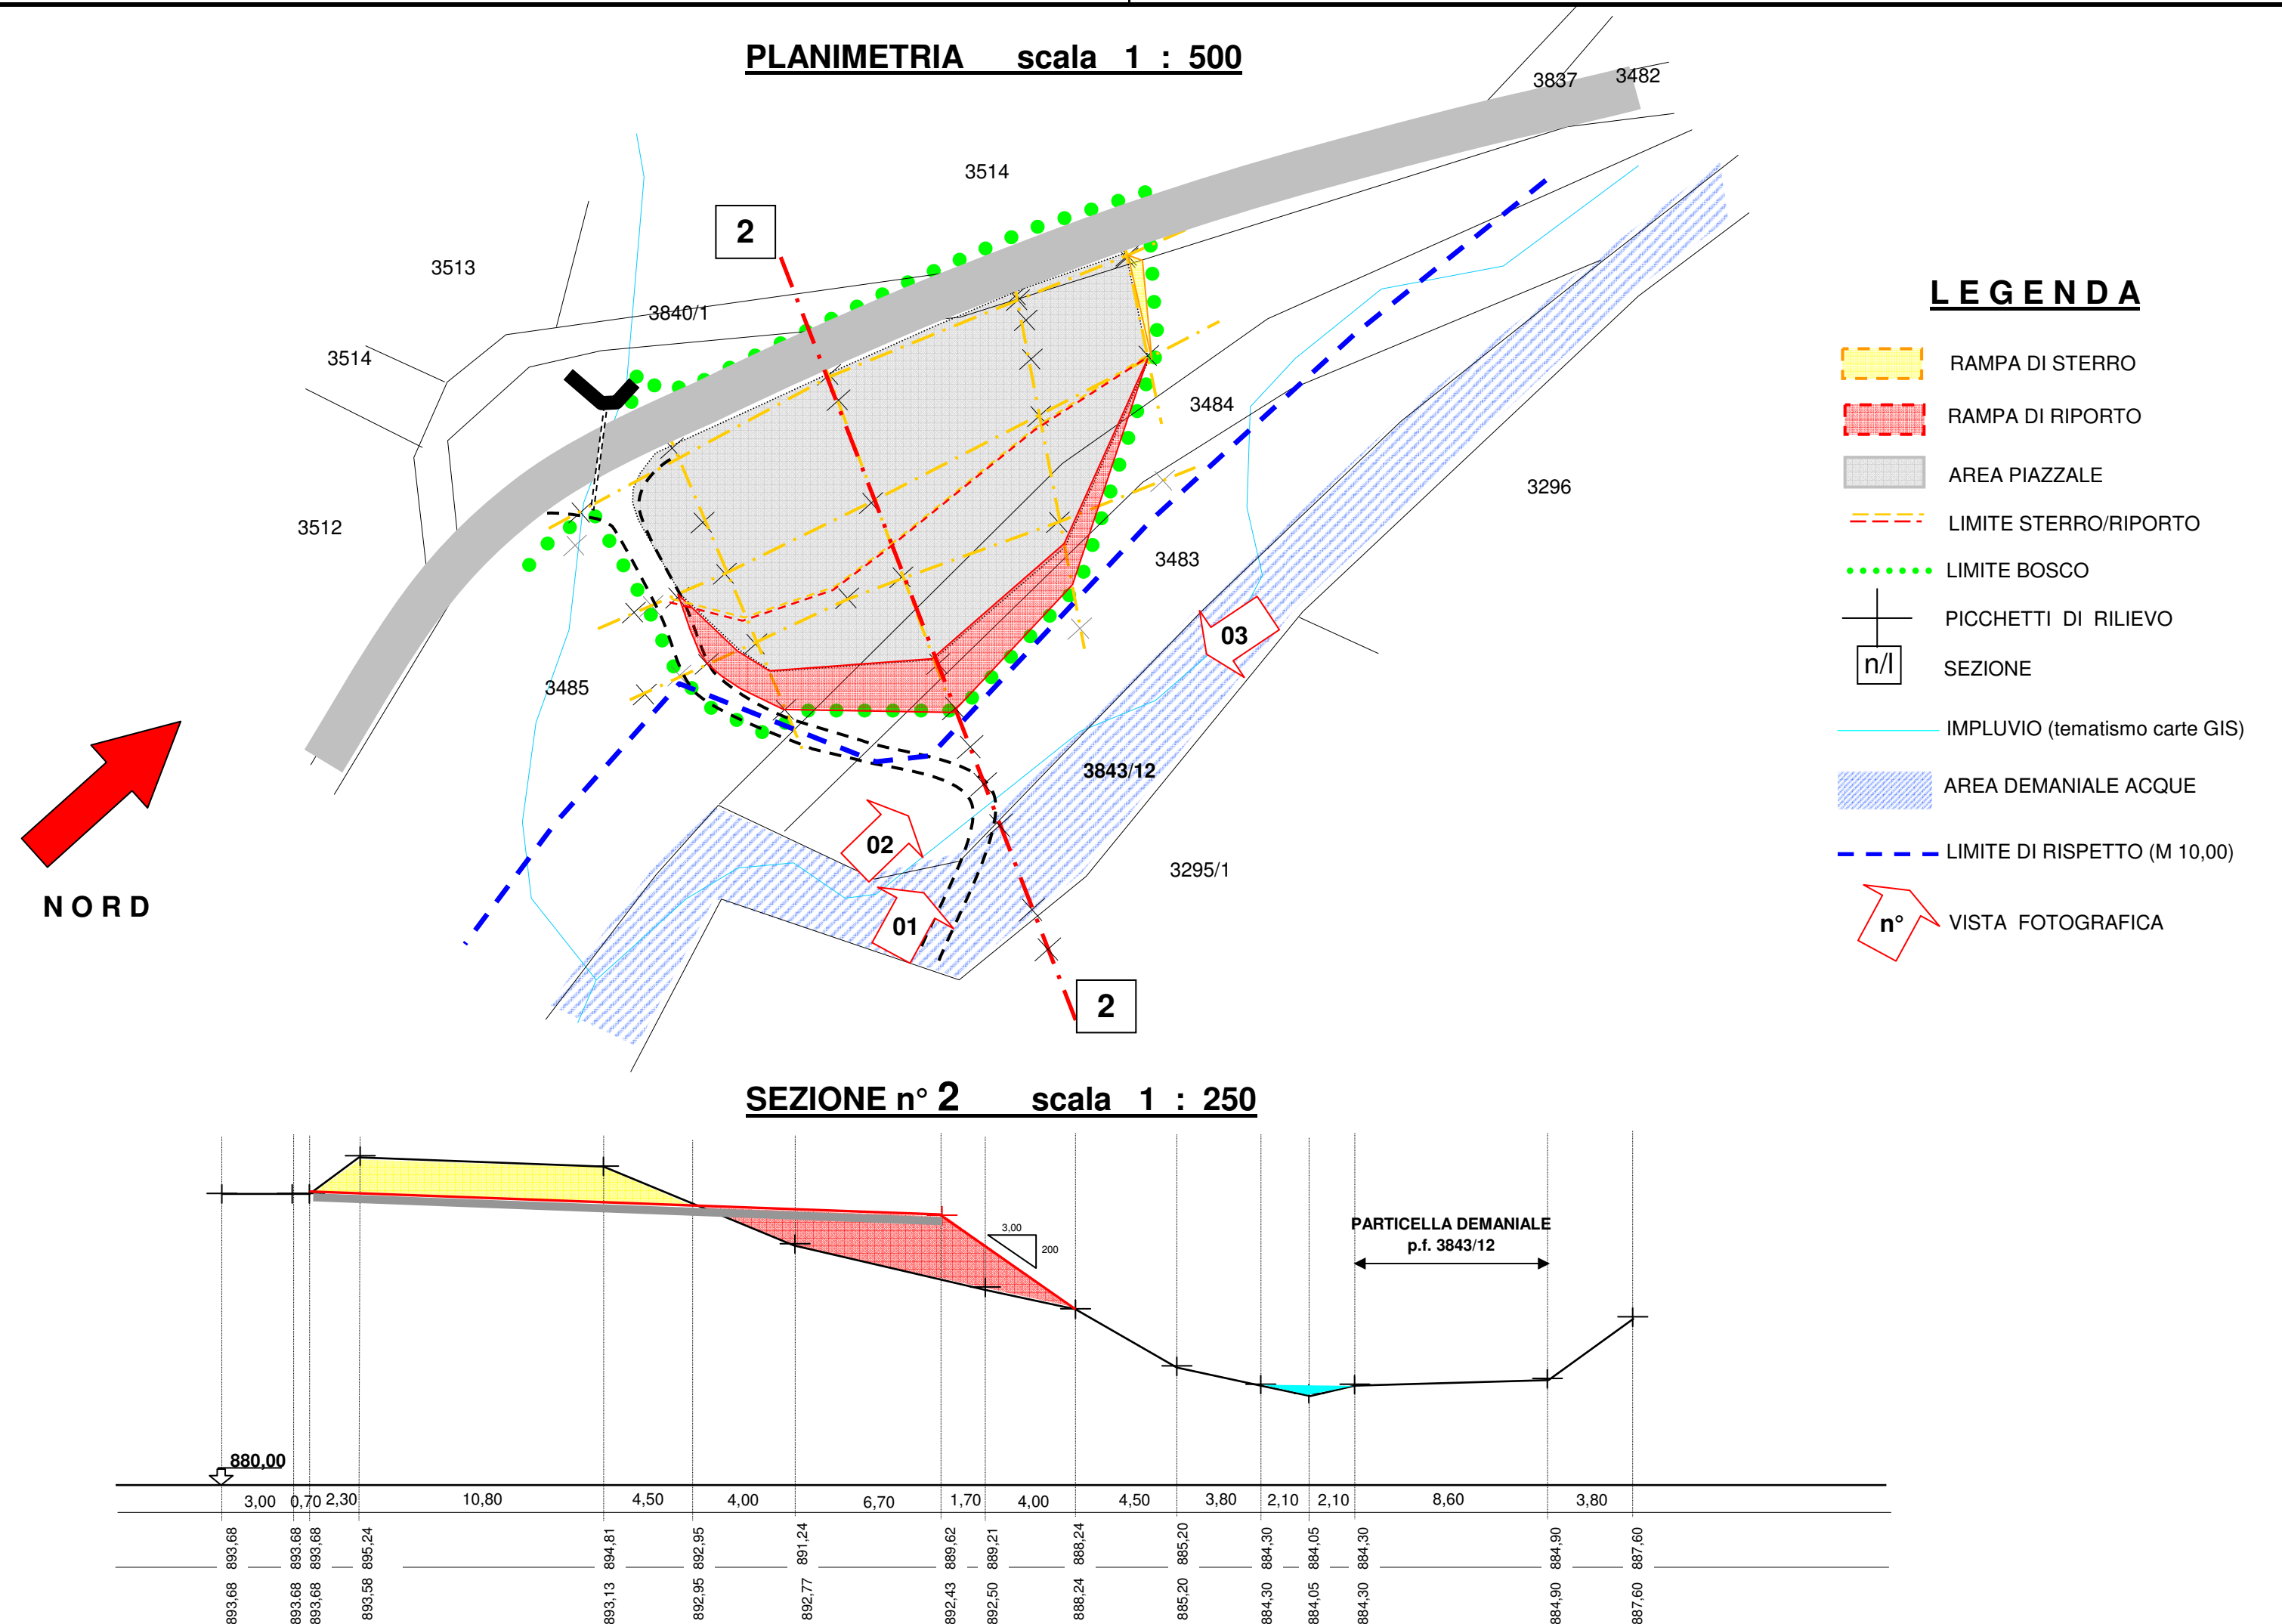 PLANIMETRIA scala 1 : 500
3837
3482
3514
2
3513
3840/1
3514
3484
3512
3296
3483
03
3485
3843/12
02
3295/1
01
2
NORD
LEGENDA
RAMPA DI STERRO
RAMPA DI RIPORTO
AREA PIAZZALE
LIMITE STERRO/RIPORTO
LIMITE BOSCO
PICCHETTI DI RILIEVO
n/l SEZIONE
IMPLUVIO (tematismo carte GIS)
AREA DEMANIALE ACQUE
LIMITE DI RISPETTO (M 10,00)
n° VISTA FOTOGRAFICA
SEZIONE n° 2 scala 1 : 250
3,00
200
PARTICELLA DEMANIALE
p.f. 3843/12
880,00
3,00 0,70 2,30 10,80 4,50 4,00 6,70 1,70 4,00 4,50 3,80 2,10 2,10 8,60 3,80
893,68 893,68 893,68 895,24 894,81 892,95 891,24 889,62 889,21 888,24 885,20 884,30 884,05 884,30 884,90 887,60
893,68 893,68 893,68 893,58 893,13 892,95 892,77 892,43 892,50 888,24 885,20 884,30 884,05 884,30 884,90 887,60